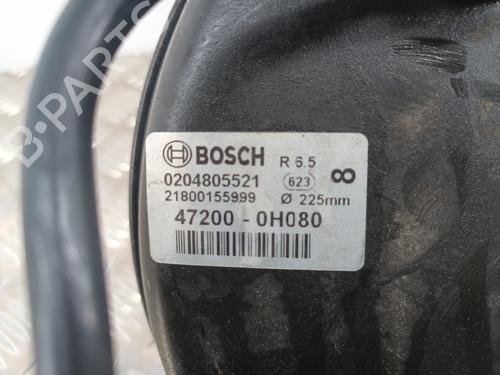 BOSCH R 6.5
0204805521 623 8
21800155999 Ø 225mm
47200 - 0H080
B-PARTS